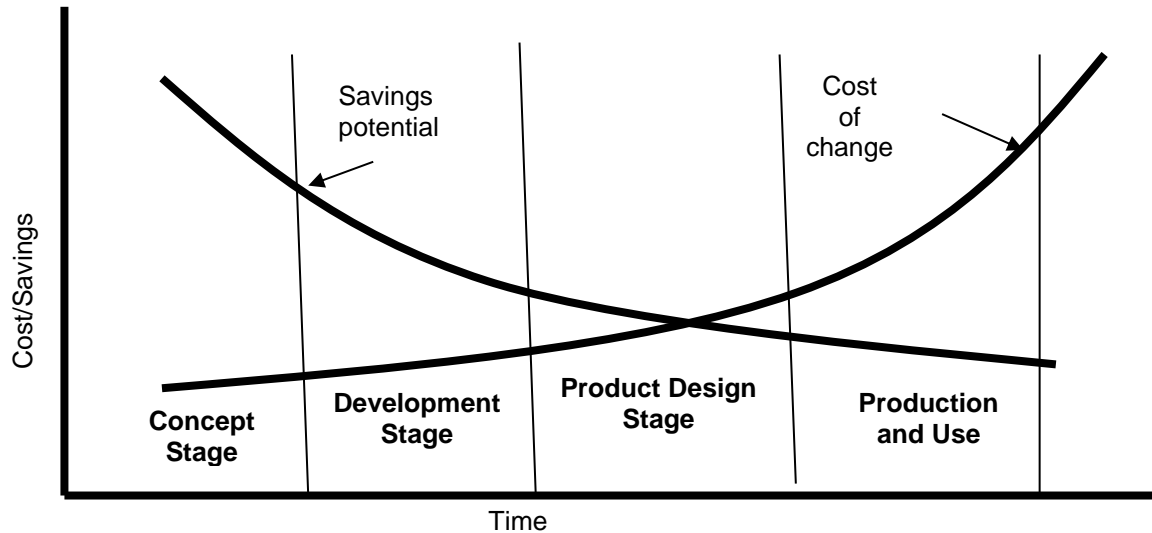 Savings
potential
Cost
of
change
Cost/Savings
Concept
Stage
Development
Stage
Product Design
Stage
Production
and Use
Time